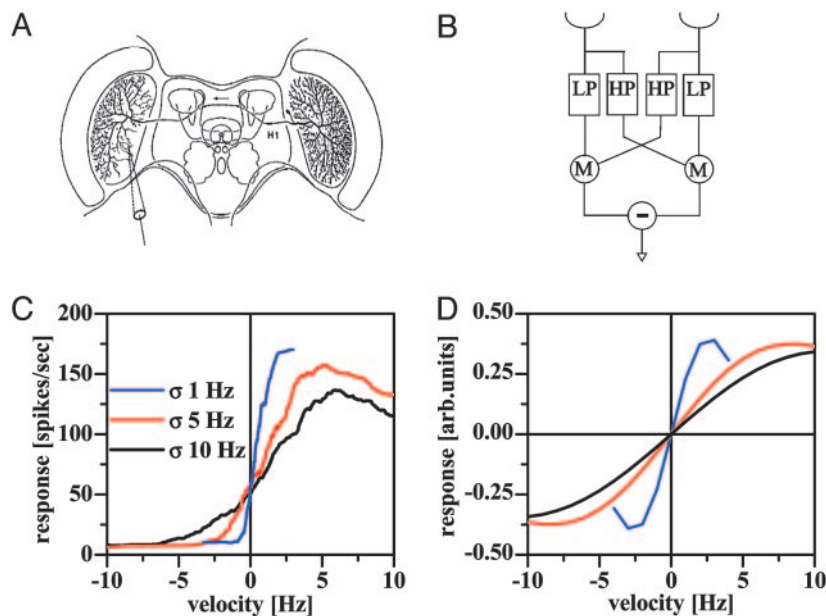 A
H1
B
LP HP HP LP
M M
-
C
200
150
100
50
0
response [spikes/sec]
σ 1 Hz
σ 5 Hz
σ 10 Hz
-10 -5 0 5 10
velocity [Hz]
D
0.50
0.25
0.00
-0.25
-0.50
response [arb.units]
-10 -5 0 5 10
velocity [Hz]